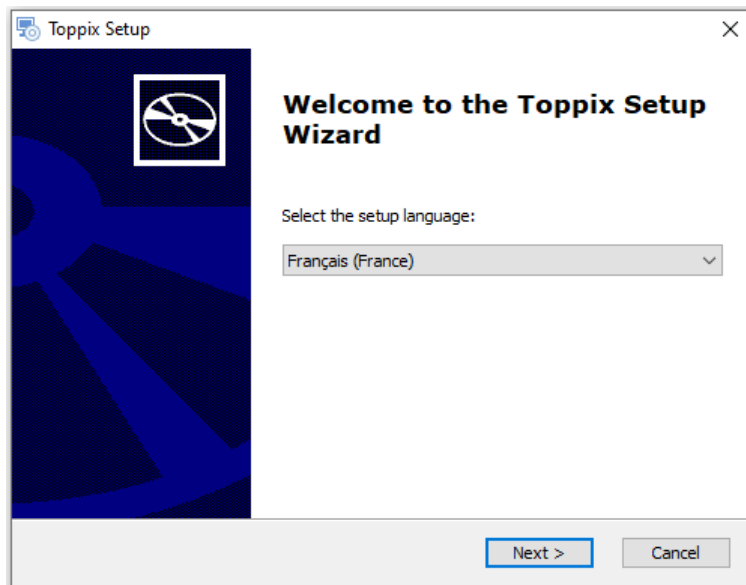 Toppix Setup
Welcome to the Toppix Setup
Wizard
Select the setup language:
Français (France)
Next >
Cancel